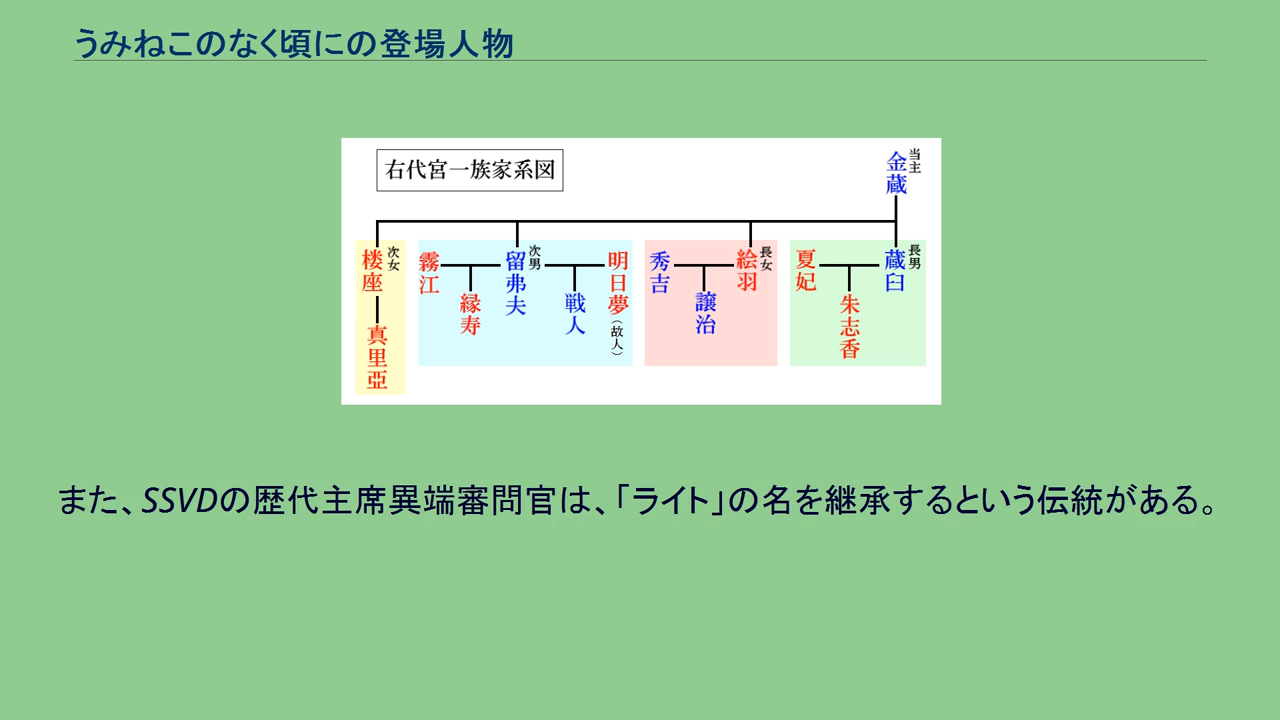 うみねこのなく頃にの登場人物
右代宮一族家系図
当主
金蔵
次女
楼座
真里亞
霧江
縁寿
次男
留弗夫
戦人
明日夢
（故人）
秀吉
譲治
長女
絵羽
夏妃
朱志香
長男
蔵臼
また、SSVDの歴代主席異端審問官は、「ライト」の名を継承するという伝統がある。